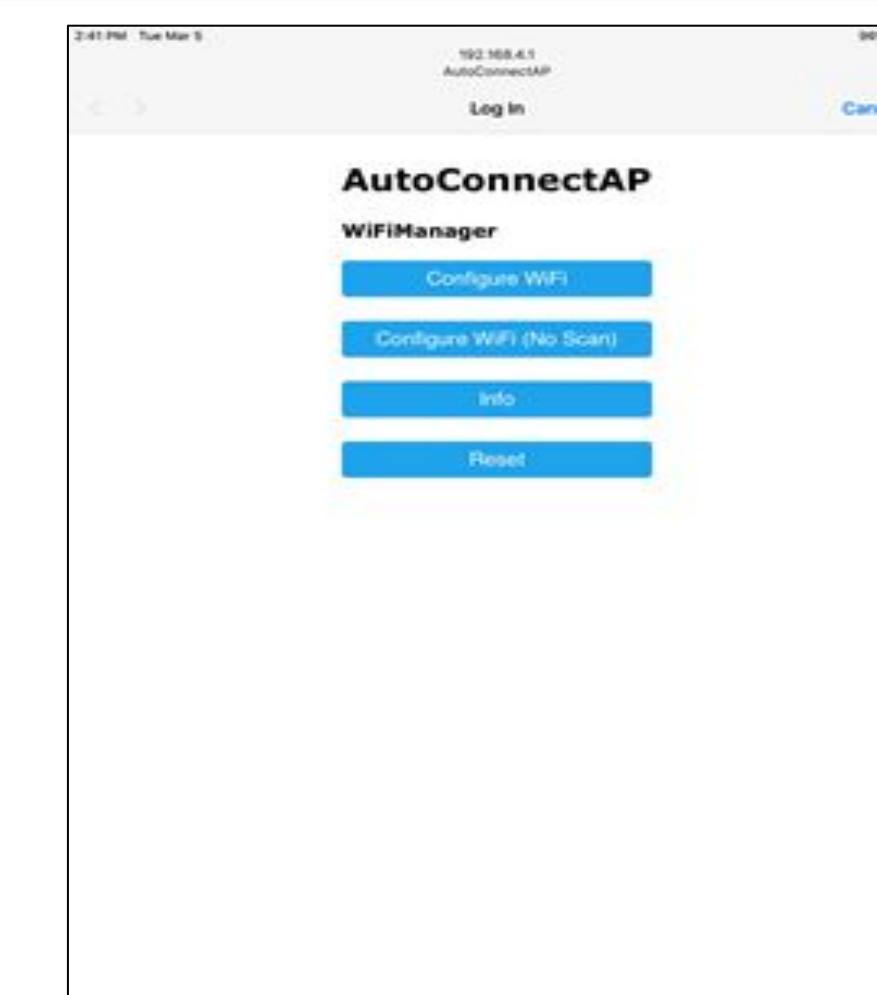 2:41 PM Tue Mar 5
192.168.4.1
AutoConnectAP
Log In
AutoConnectAP
WiFiManager
Configure WiFi
Configure WiFi (No Scan)
Info
Reset